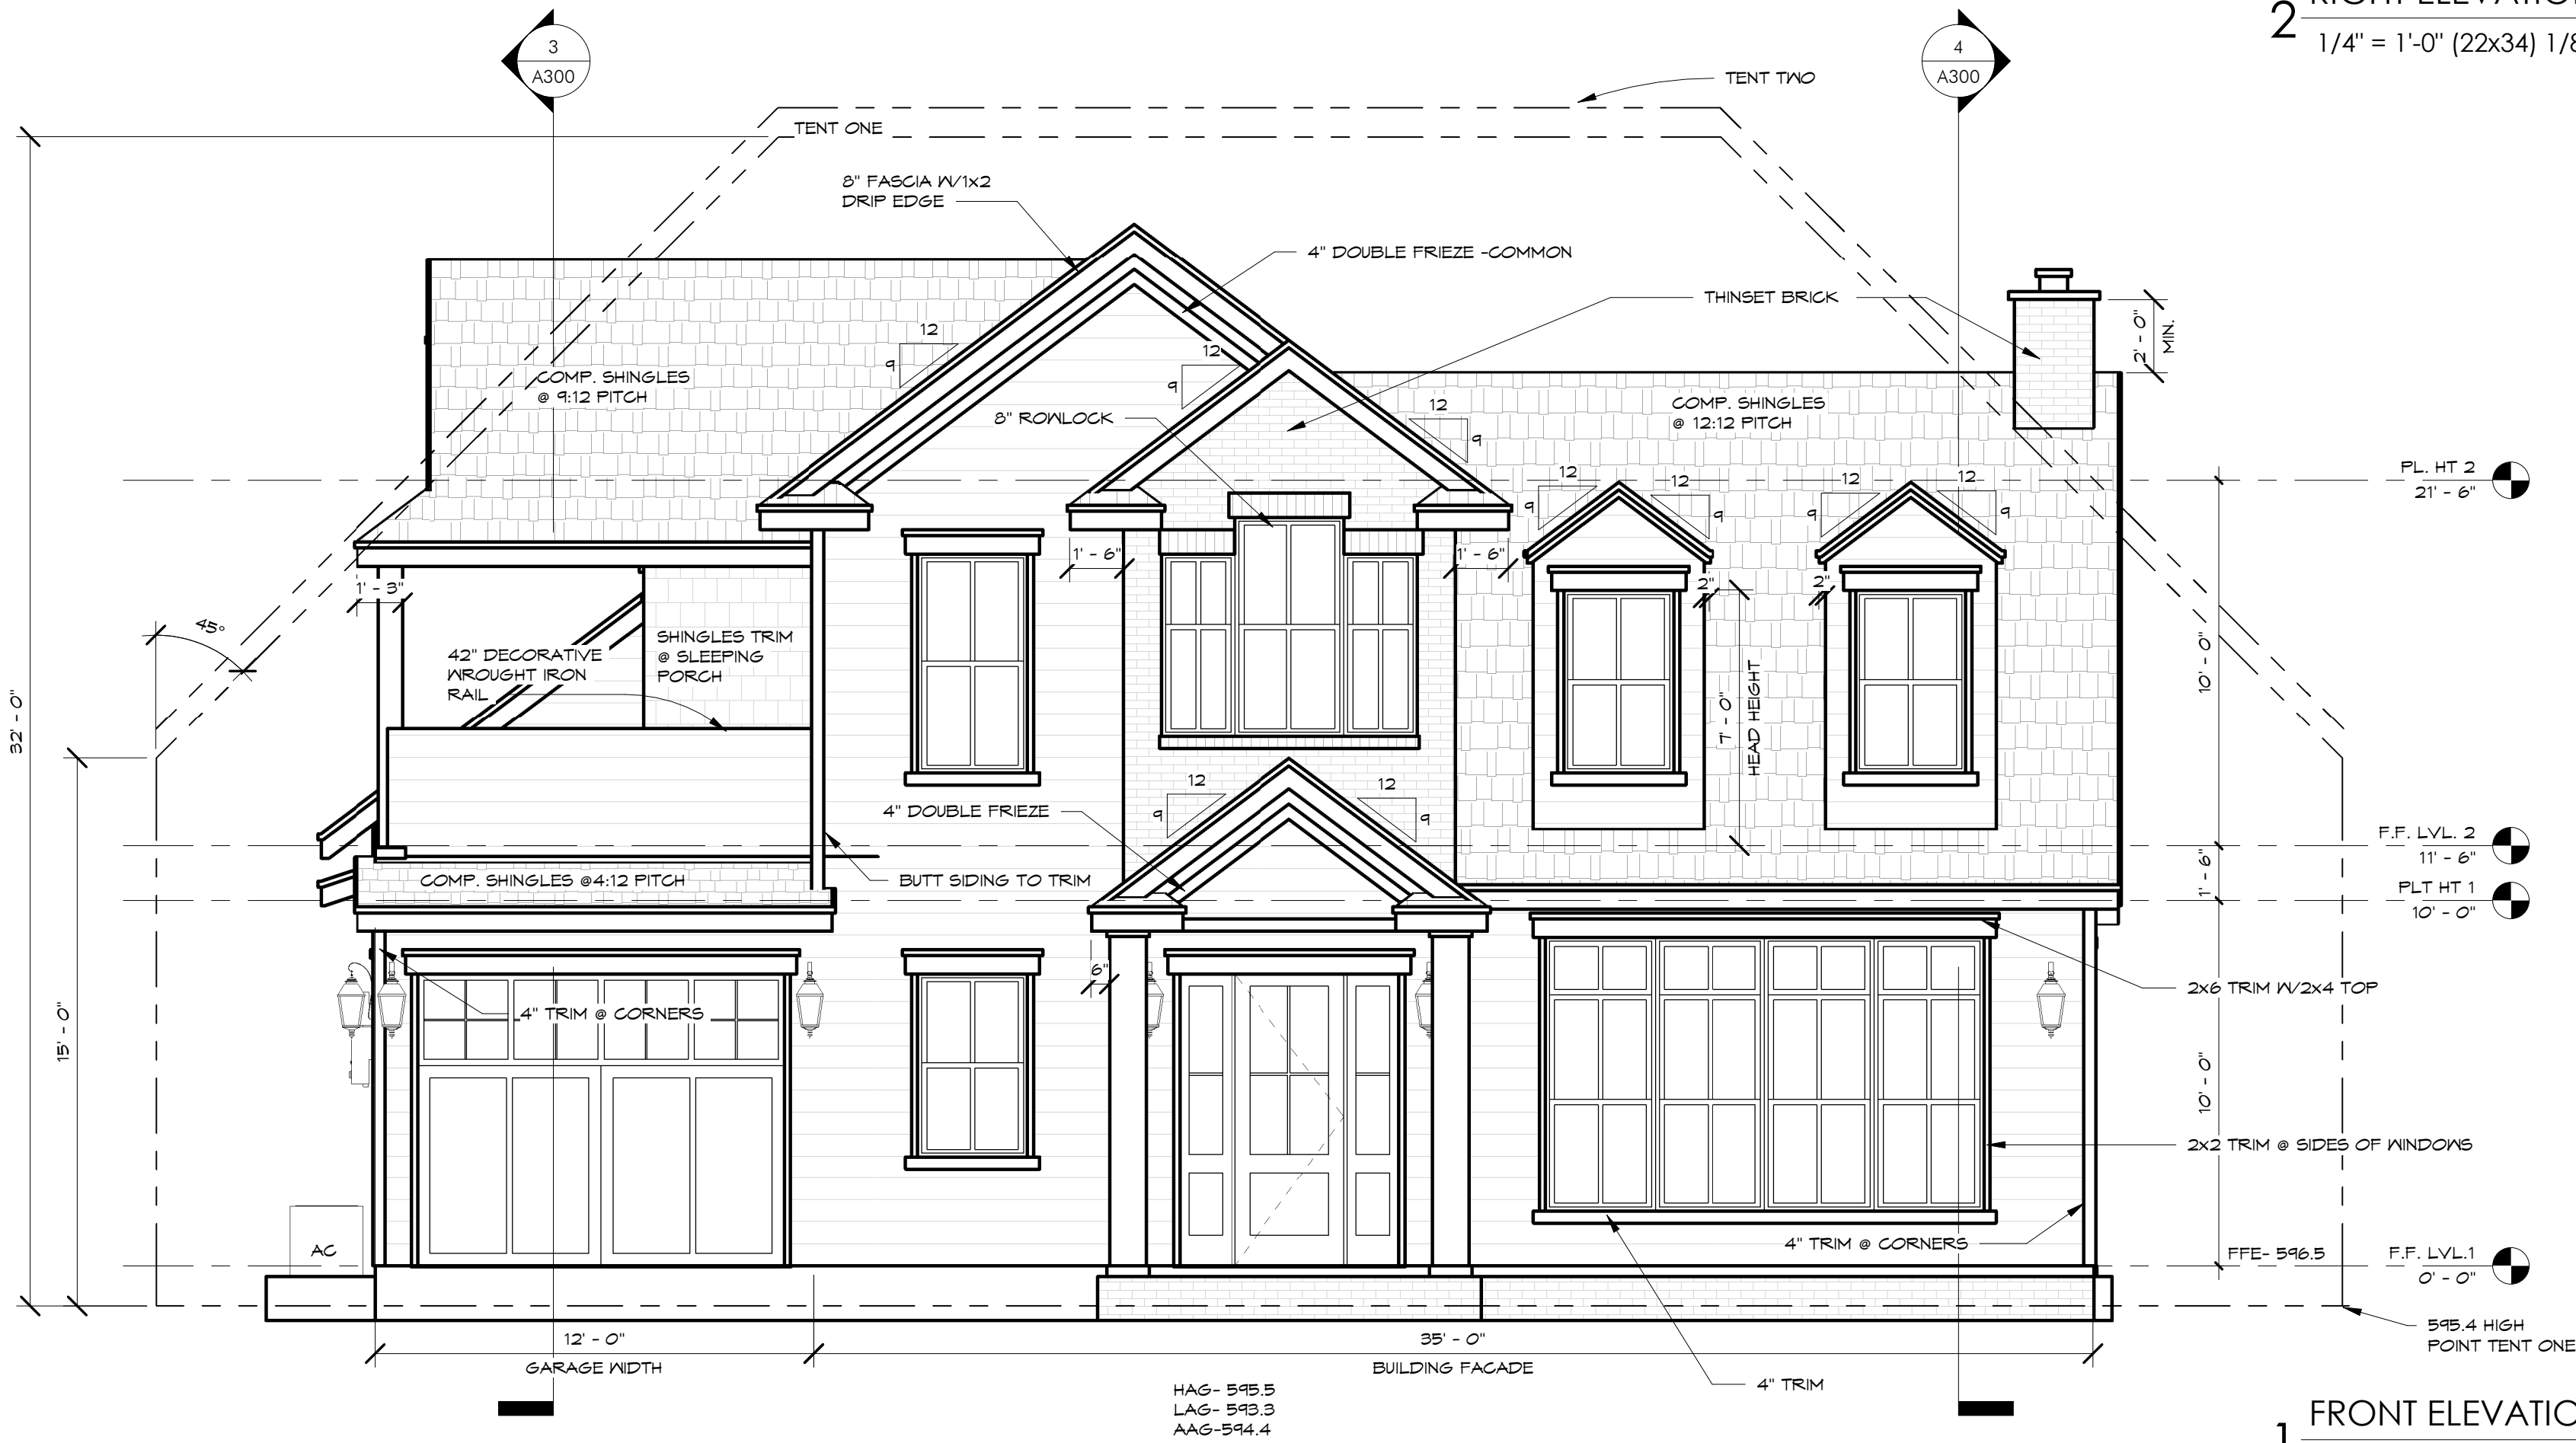 2 RIGHT ELEVATION
1/4" = 1'-0" (22x34) 1/8
3
A300
4
A300
TENT TWO
TENT ONE
8" FASCIA W/1x2
DRIP EDGE
4" DOUBLE FRIEZE -COMMON
THINSET BRICK
12
9
12
9
2' - 0"
MIN.
COMP. SHINGLES
@ 9:12 PITCH
8" ROWLOCK
12
9
COMP. SHINGLES
@ 12:12 PITCH
12
9
12
9
12
9
12
9
PL. HT 2
21' - 6"
1' - 6"
1' - 6"
1' - 3"
2"
2"
45°
42" DECORATIVE
WROUGHT IRON
RAIL
SHINGLES TRIM
@ SLEEPING
PORCH
7' - 0"
HEAD HEIGHT
10' - 0"
32' - 0"
12
9
12
9
4" DOUBLE FRIEZE
F.F. LVL. 2
11' - 6"
1' - 6"
COMP. SHINGLES @4:12 PITCH
BUTT SIDING TO TRIM
PLT HT 1
10' - 0"
6"
2x6 TRIM W/2x4 TOP
4" TRIM @ CORNERS
15' - 0"
10' - 0"
2x2 TRIM @ SIDES OF WINDOWS
AC
4" TRIM @ CORNERS
FFE- 596.5
F.F. LVL.1
0' - 0"
595.4 HIGH
POINT TENT ONE
12' - 0"
GARAGE WIDTH
35' - 0"
BUILDING FACADE
4" TRIM
HAG- 595.5
LAG- 593.3
AAG-594.4
1 FRONT ELEVATIO